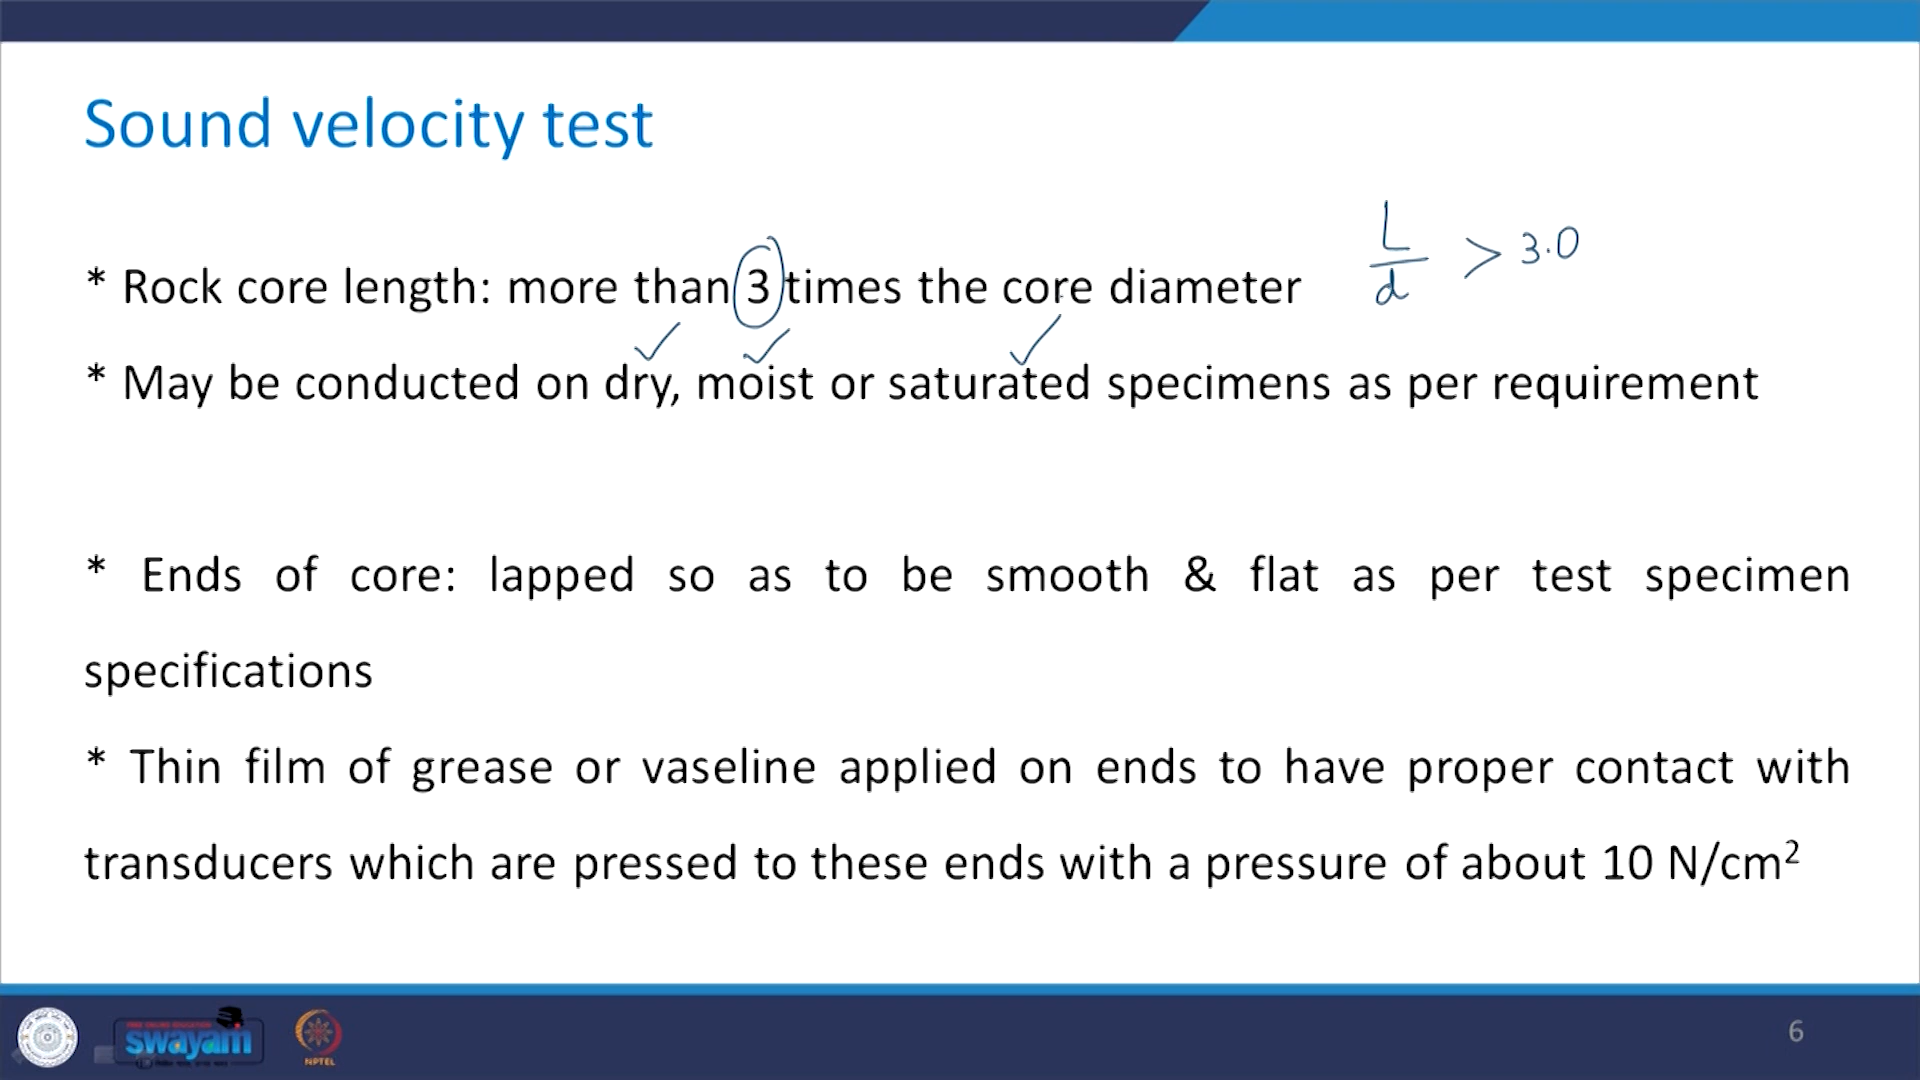 Sound velocity test
* Rock core length: more than 3 times the core diameter
L/d > 3.0
* May be conducted on dry, moist or saturated specimens as per requirement
* Ends of core: lapped so as to be smooth & flat as per test specimen
specifications
* Thin film of grease or vaseline applied on ends to have proper contact with
transducers which are pressed to these ends with a pressure of about 10 N/cm²
FREE ONLINE EDUCATION
swayam
NPTEL
6